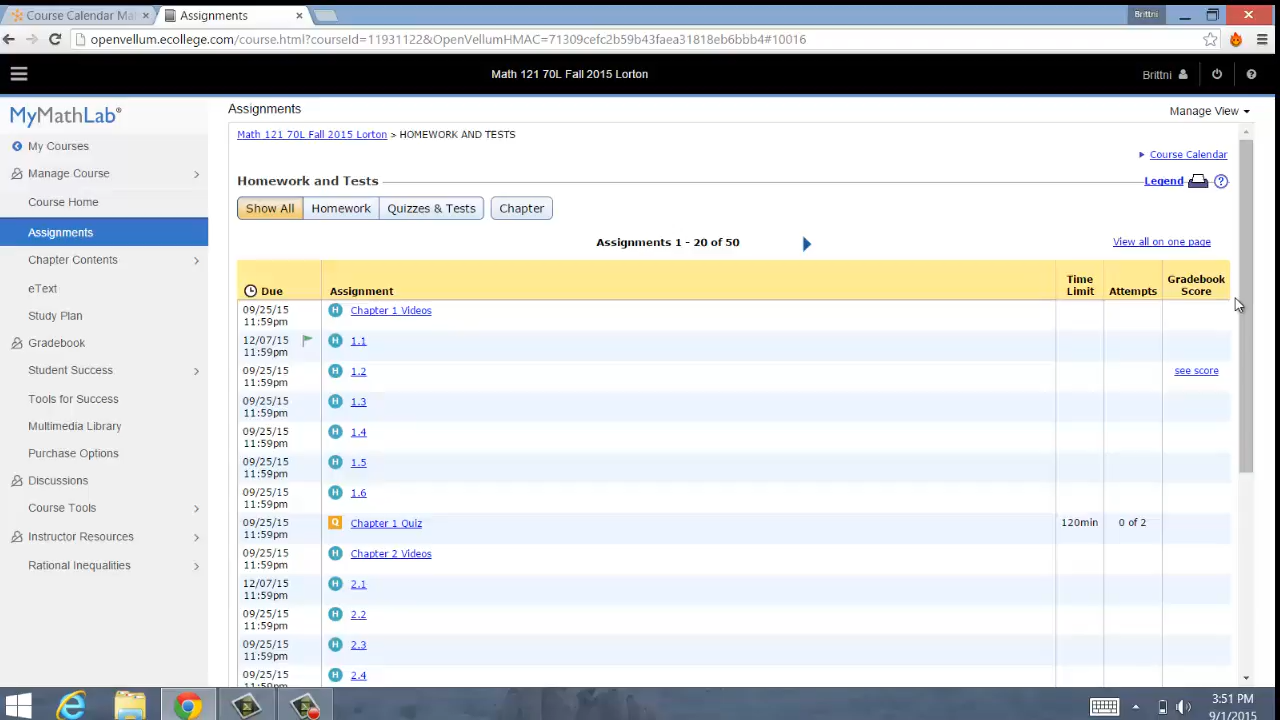 Course Calendar Mat
Assignments
Brittni
openvellum.ecollege.com/course.html?courseId=11931122&OpenVellumHMAC=71309cefc2b59b43faea31818eb6bbb4#10016
Math 121 70L Fall 2015 Lorton
Brittni
MyMathLab®
My Courses
Manage Course
Course Home
Assignments
Chapter Contents
eText
Study Plan
Gradebook
Student Success
Tools for Success
Multimedia Library
Purchase Options
Discussions
Course Tools
Instructor Resources
Rational Inequalities
Assignments
Manage View
Math 121 70L Fall 2015 Lorton > HOMEWORK AND TESTS
Course Calendar
Homework and Tests
Legend
Show All Homework Quizzes & Tests Chapter
Assignments 1 - 20 of 50
View all on one page
Due Assignment Time Limit Attempts Gradebook Score
09/25/15 11:59pm H Chapter 1 Videos
12/07/15 11:59pm H 1.1
09/25/15 11:59pm H 1.2 see score
09/25/15 11:59pm H 1.3
09/25/15 11:59pm H 1.4
09/25/15 11:59pm H 1.5
09/25/15 11:59pm H 1.6
09/25/15 11:59pm Q Chapter 1 Quiz 120min 0 of 2
09/25/15 11:59pm H Chapter 2 Videos
12/07/15 11:59pm H 2.1
09/25/15 11:59pm H 2.2
09/25/15 11:59pm H 2.3
09/25/15 11:59pm H 2.4
3:51 PM
9/1/2015